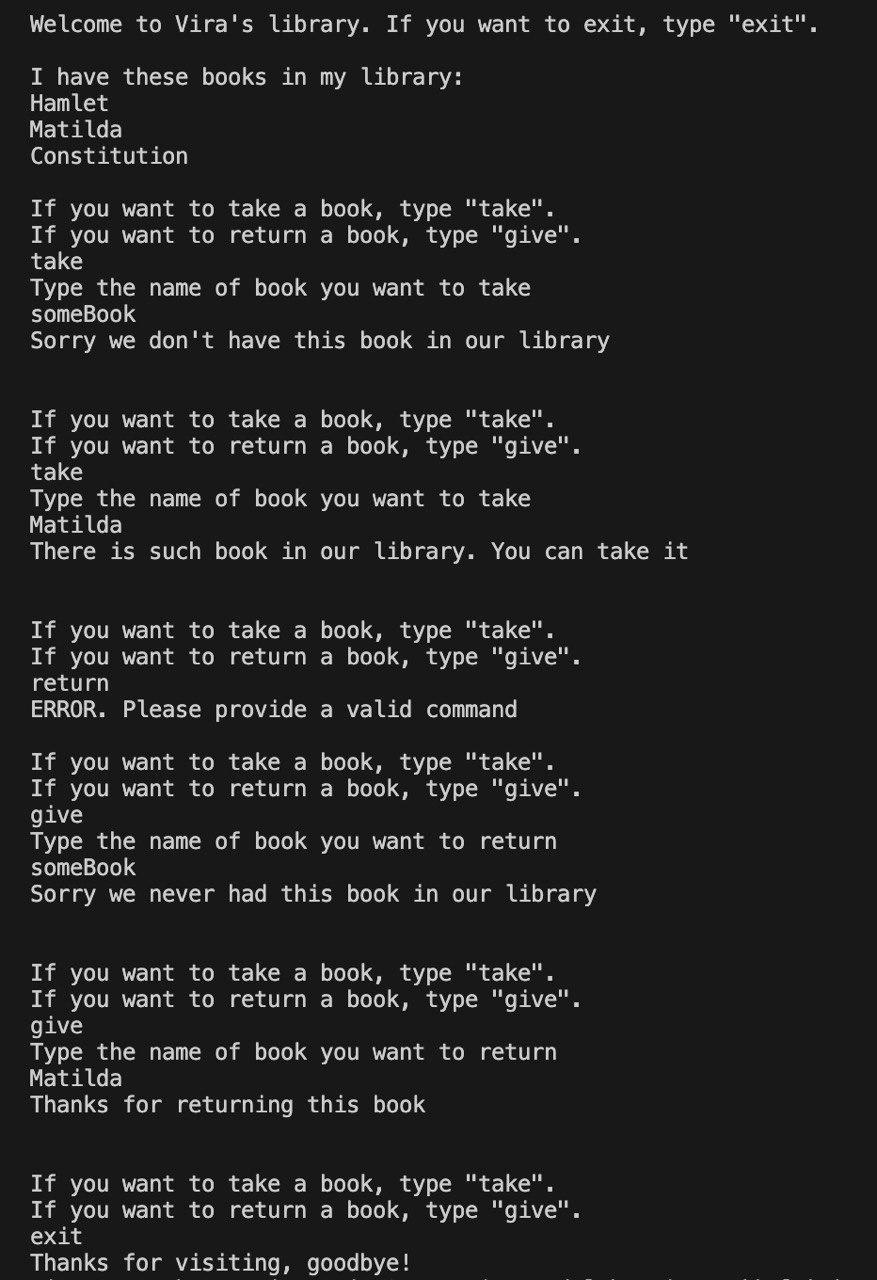 Welcome to Vira's library. If you want to exit, type "exit".
I have these books in my library:
Hamlet
Matilda
Constitution
If you want to take a book, type "take".
If you want to return a book, type "give".
take
Type the name of book you want to take
someBook
Sorry we don't have this book in our library
If you want to take a book, type "take".
If you want to return a book, type "give".
take
Type the name of book you want to take
Matilda
There is such book in our library. You can take it
If you want to take a book, type "take".
If you want to return a book, type "give".
return
ERROR. Please provide a valid command
If you want to take a book, type "take".
If you want to return a book, type "give".
give
Type the name of book you want to return
someBook
Sorry we never had this book in our library
If you want to take a book, type "take".
If you want to return a book, type "give".
give
Type the name of book you want to return
Matilda
Thanks for returning this book
If you want to take a book, type "take".
If you want to return a book, type "give".
exit
Thanks for visiting, goodbye!